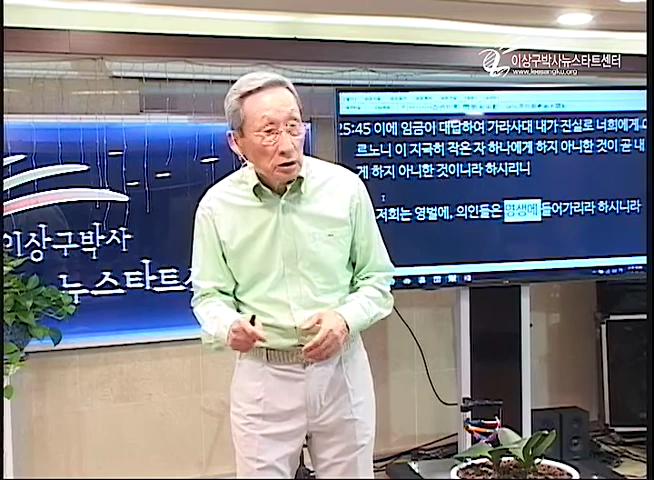 이상구박사뉴스타트센터
www.leesangku.org
25:45 이에 임금이 대답하여 가라사대 내가 진실로 너희에게
르노니 이 지극히 작은 자 하나에게 하지 아니한 것이 곧 내
게 하지 아니한 것이니라 하시리니
저희는 영벌에, 의인들은 영생에 들어가리라 하시니라
이상구박사
뉴스타트